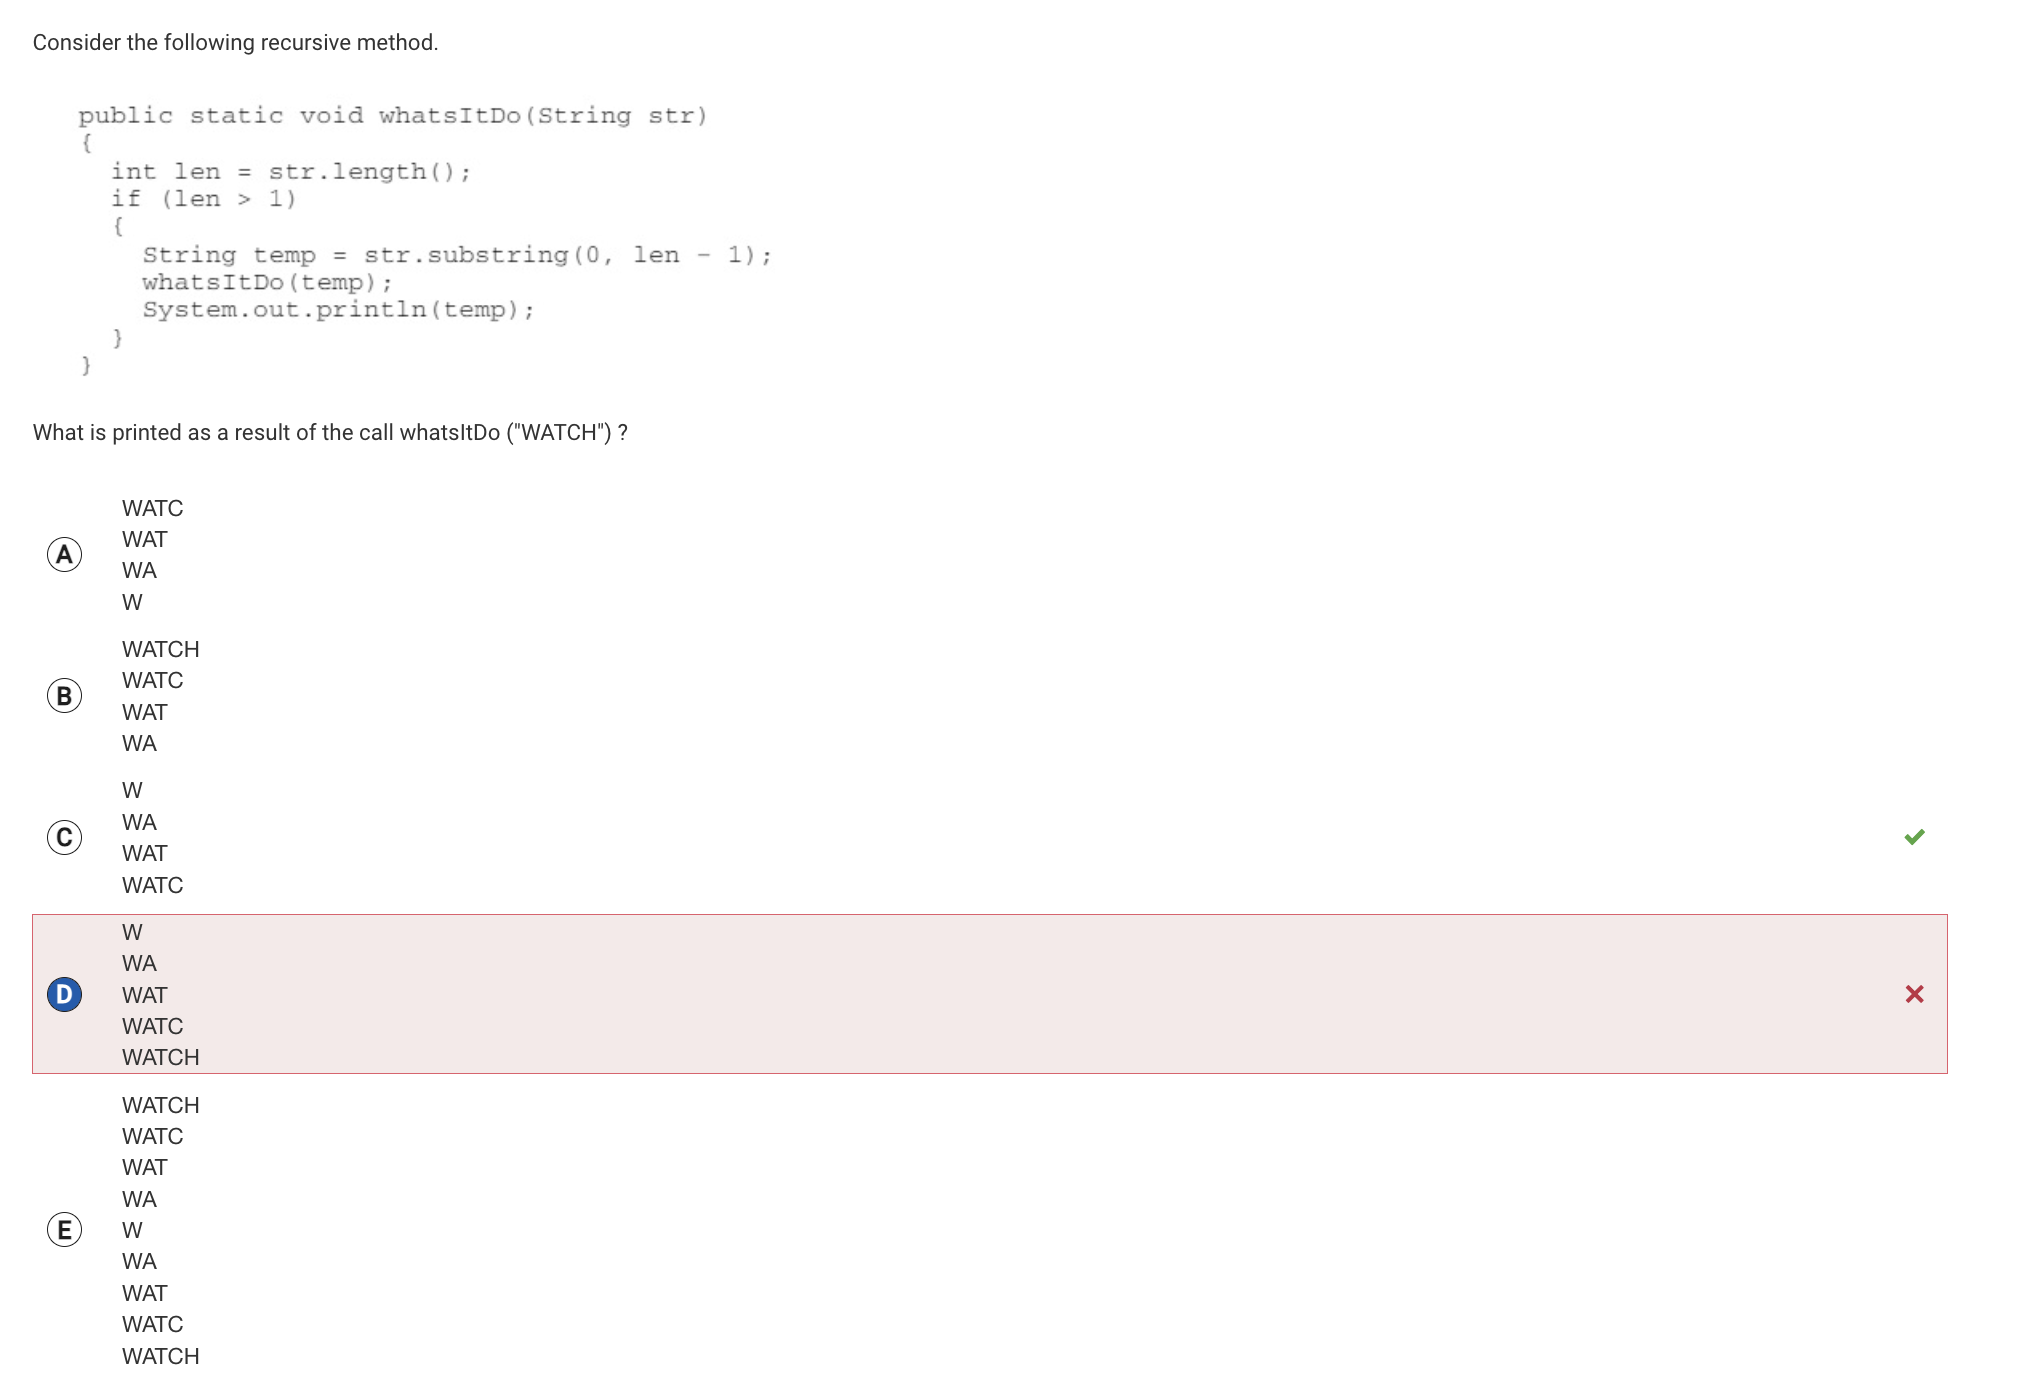 Consider the following recursive method.
public static void whatsItDo(String str)
{
int len = str.length();
if (len > 1)
{
String temp = str.substring(0, len - 1);
whatsItDo(temp);
System.out.println(temp);
}
}
What is printed as a result of the call whatsItDo ("WATCH") ?
A
WATC
WAT
WA
W
B
WATCH
WATC
WAT
WA
C
W
WA
WAT
WATC
D
W
WA
WAT
WATC
WATCH
E
WATCH
WATC
WAT
WA
W
WA
WAT
WATC
WATCH